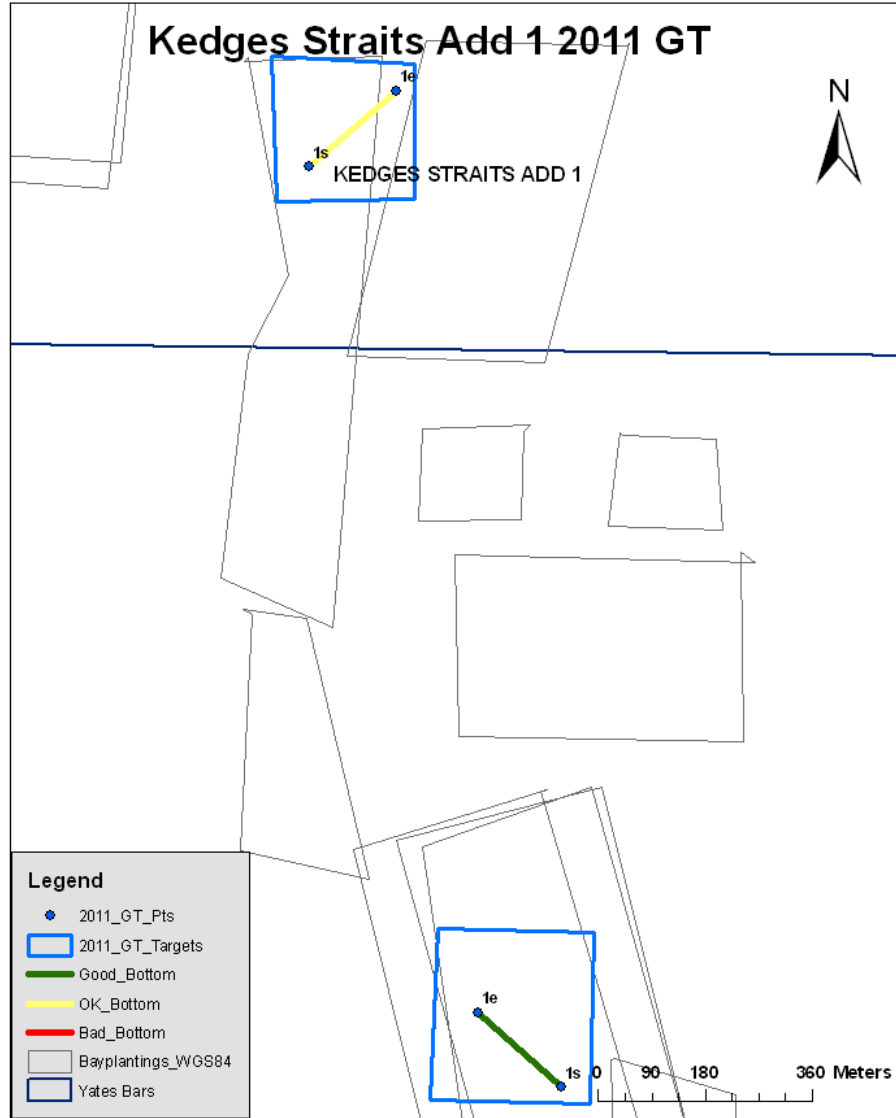 Kedges Straits Add 1 2011 GT
1e
N
1s
KEDGES STRAITS ADD 1
Legend
2011_GT_Pts
2011_GT_Targets
Good_Bottom
OK_Bottom
Bad_Bottom
Bayplantings_WGS84
Yates Bars
1e
1s
0 90 180 360 Meters